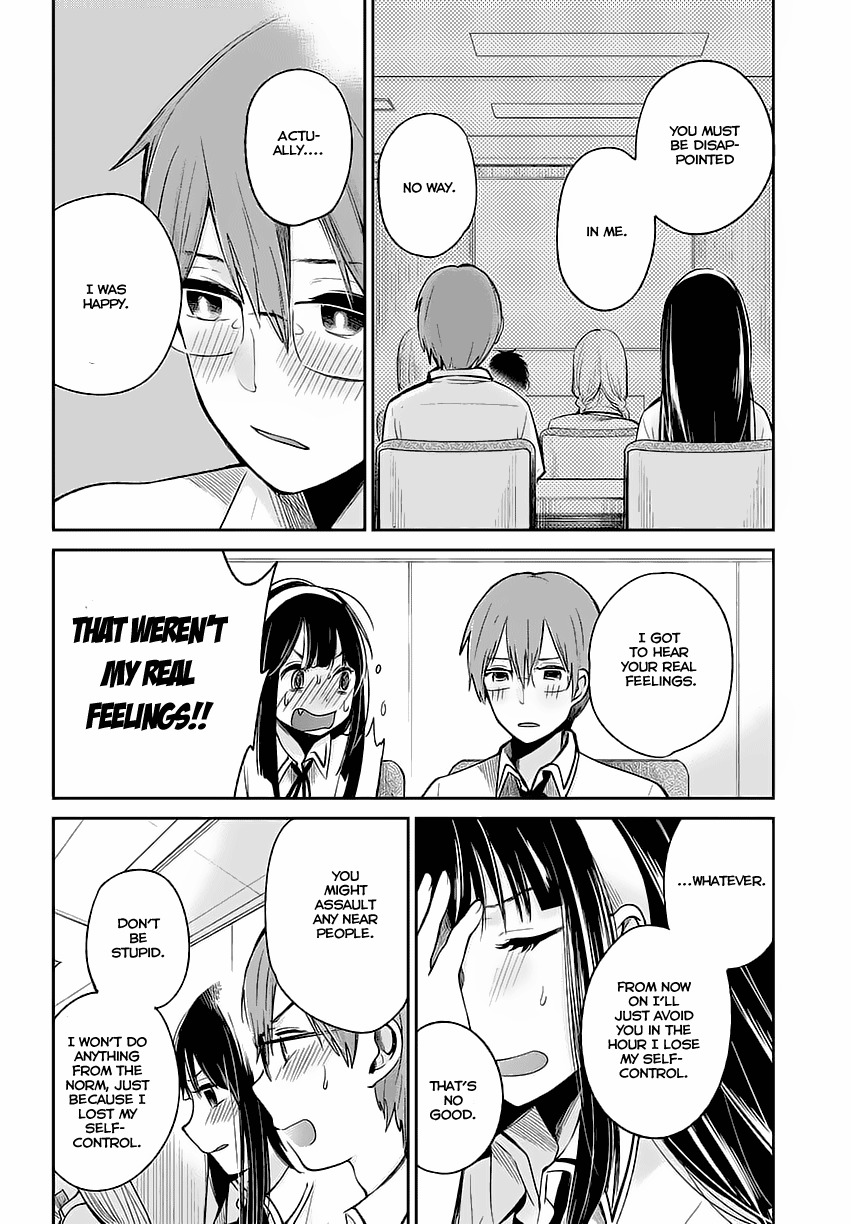 YOU MUST
BE DISAP-
POINTED
IN ME.
NO WAY.
ACTU-
ALLY....
I WAS
HAPPY.
I GOT
TO HEAR
YOUR REAL
FEELINGS.
THAT WEREN'T
MY REAL
FEELINGS!!
...WHATEVER.
FROM NOW
ON I'LL
JUST AVOID
YOU IN THE
HOUR I LOSE
MY SELF-
CONTROL.
THAT'S
NO
GOOD.
YOU
MIGHT
ASSAULT
ANY NEAR
PEOPLE.
DON'T
BE
STUPID.
I WON'T DO
ANYTHING
FROM THE
NORM, JUST
BECAUSE I
LOST MY
SELF-
CONTROL.